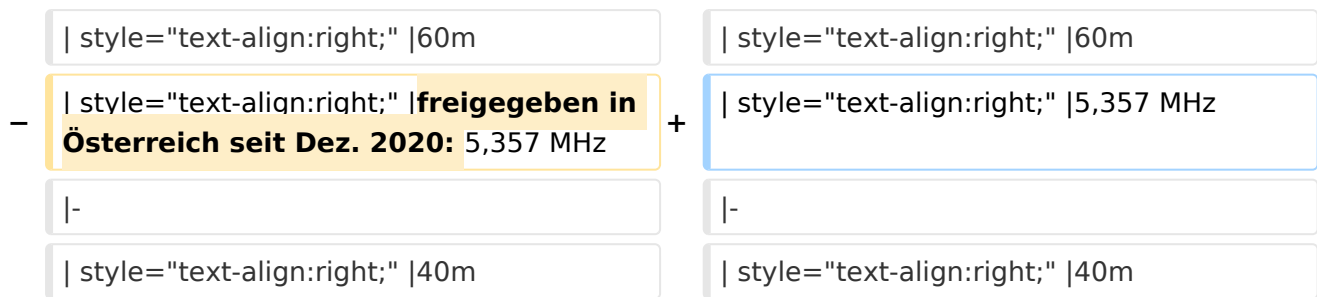 | style="text-align:right;" |60m
| style="text-align:right;" |60m
− | style="text-align:right;" |freigegeben in
Österreich seit Dez. 2020: 5,357 MHz
+ | style="text-align:right;" |5,357 MHz
|-
|-
| style="text-align:right;" |40m
| style="text-align:right;" |40m